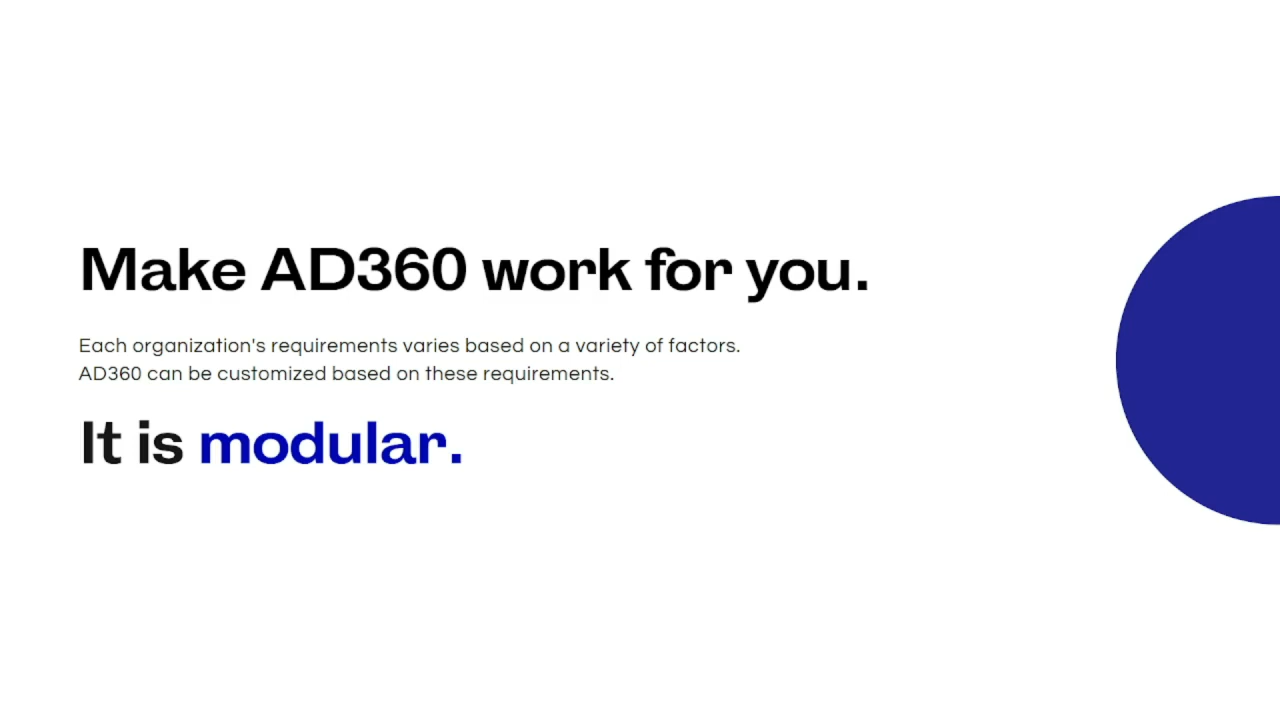 Make AD360 work for you.
Each organization's requirements varies based on a variety of factors.
AD360 can be customized based on these requirements.
It is modular.